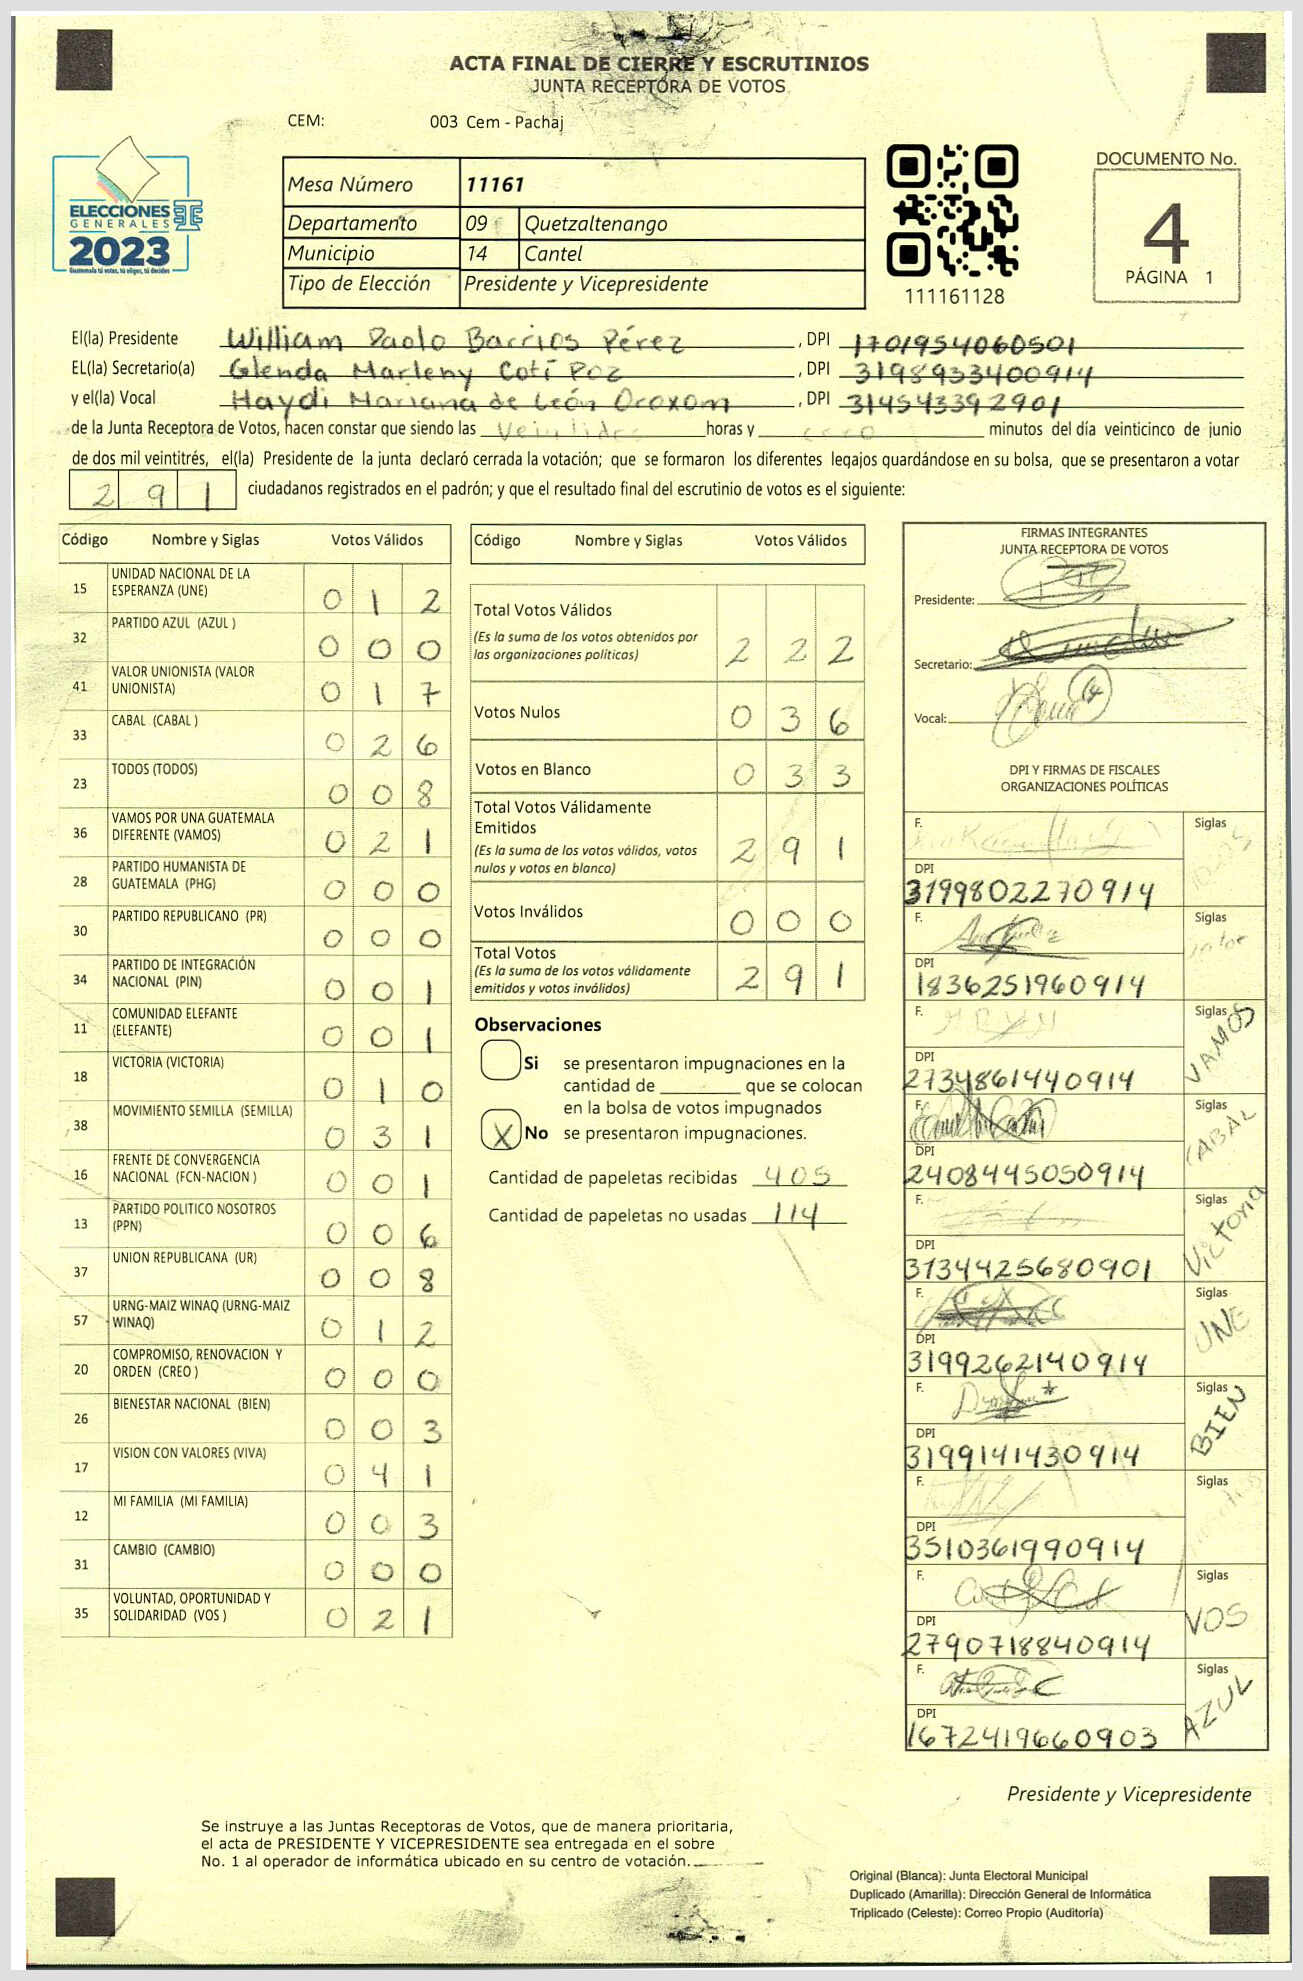 ACTA FINAL DE CIERRE Y ESCRUTINIOS
JUNTA RECEPTORA DE VOTOS
CEM: 003 Cem - Pachaj
ELECCIONES
GENERALES
2023
Guatemala tú votas, tú eliges, tú decides
Mesa Número 11161
Departamento 09 Quetzaltenango
Municipio 14 Cantel
Tipo de Elección Presidente y Vicepresidente
111161128
DOCUMENTO No.
4
PÁGINA 1
El(la) Presidente William Paolo Barrios Pérez, DPI 1701954060501
EL(la) Secretario(a) Glenda Marleny Cotí Poz, DPI 3198933400914
y el(la) Vocal Haydi Mariana de León Oroxom, DPI 314543392901
de la Junta Receptora de Votos, hacen constar que siendo las Veintidos horas y cero minutos del día veinticinco de junio
de dos mil veintitrés, el(la) Presidente de la junta declaró cerrada la votación; que se formaron los diferentes legajos guardándose en su bolsa, que se presentaron a votar
291 ciudadanos registrados en el padrón; y que el resultado final del escrutinio de votos es el siguiente:
Código Nombre y Siglas Votos Válidos
15 UNIDAD NACIONAL DE LA ESPERANZA (UNE) 0 1 2
32 PARTIDO AZUL (AZUL ) 0 0 0
41 VALOR UNIONISTA (VALOR UNIONISTA) 0 1 7
33 CABAL (CABAL ) 0 2 6
23 TODOS (TODOS) 0 0 8
36 VAMOS POR UNA GUATEMALA DIFERENTE (VAMOS) 0 2 1
28 PARTIDO HUMANISTA DE GUATEMALA (PHG) 0 0 0
30 PARTIDO REPUBLICANO (PR) 0 0 0
34 PARTIDO DE INTEGRACIÓN NACIONAL (PIN) 0 0 1
11 COMUNIDAD ELEFANTE (ELEFANTE) 0 0 1
18 VICTORIA (VICTORIA) 0 1 0
38 MOVIMIENTO SEMILLA (SEMILLA) 0 3 1
16 FRENTE DE CONVERGENCIA NACIONAL (FCN-NACION ) 0 0 1
13 PARTIDO POLITICO NOSOTROS (PPN) 0 0 6
37 UNION REPUBLICANA (UR) 0 0 8
57 URNG-MAIZ WINAQ (URNG-MAIZ WINAQ) 0 1 2
20 COMPROMISO, RENOVACION Y ORDEN (CREO ) 0 0 0
26 BIENESTAR NACIONAL (BIEN) 0 0 3
17 VISION CON VALORES (VIVA) 0 4 1
12 MI FAMILIA (MI FAMILIA) 0 0 3
31 CAMBIO (CAMBIO) 0 0 0
35 VOLUNTAD, OPORTUNIDAD Y SOLIDARIDAD (VOS ) 0 2 1
Código Nombre y Siglas Votos Válidos
Total Votos Válidos 2 2 2
(Es la suma de los votos obtenidos por
las organizaciones políticas)
Votos Nulos 0 3 6
Votos en Blanco 0 3 3
Total Votos Válidamente
Emitidos 2 9 1
(Es la suma de los votos válidos, votos
nulos y votos en blanco)
Votos Inválidos 0 0 0
Total Votos 2 9 1
(Es la suma de los votos válidamente
emitidos y votos inválidos)
Observaciones
Si se presentaron impugnaciones en la
cantidad de que se colocan
en la bolsa de votos impugnados
X No se presentaron impugnaciones.
Cantidad de papeletas recibidas 405
Cantidad de papeletas no usadas 114
FIRMAS INTEGRANTES
JUNTA RECEPTORA DE VOTOS
Presidente:
Secretario:
Vocal:
DPI Y FIRMAS DE FISCALES
ORGANIZACIONES POLÍTICAS
F. Siglas
DPI
3199802270914
F. Siglas Valor
DPI
1836251960914
F. Siglas VAMOS
DPI
2734861440914
F. Siglas CABAL
DPI
2408445050914
F. Siglas Victoria
DPI
3134425680901
F. Siglas UNE
DPI
3199262140914
F. Siglas BIEN
DPI
3199141430914
F. Siglas
DPI
3510361990914
F. Siglas VOS
DPI
2790718840914
F. Siglas AZUL
DPI
1672419660903
Presidente y Vicepresidente
Se instruye a las Juntas Receptoras de Votos, que de manera prioritaria,
el acta de PRESIDENTE Y VICEPRESIDENTE sea entregada en el sobre
No. 1 al operador de informática ubicado en su centro de votación.
Original (Blanca): Junta Electoral Municipal
Duplicado (Amarilla): Dirección General de Informática
Triplicado (Celeste): Correo Propio (Auditoría)